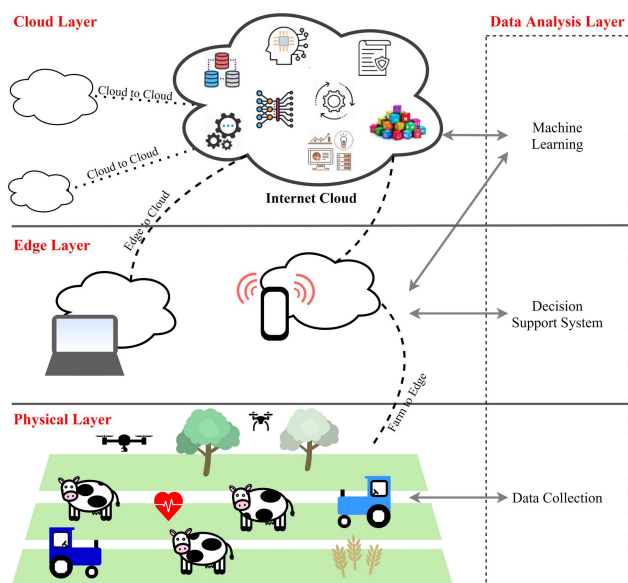 Cloud Layer
Data Analysis Layer
Cloud to Cloud
Cloud to Cloud
Machine
Learning
Internet Cloud
Edge to Cloud
Edge Layer
Decision
Support System
Farm to Edge
Physical Layer
Data Collection